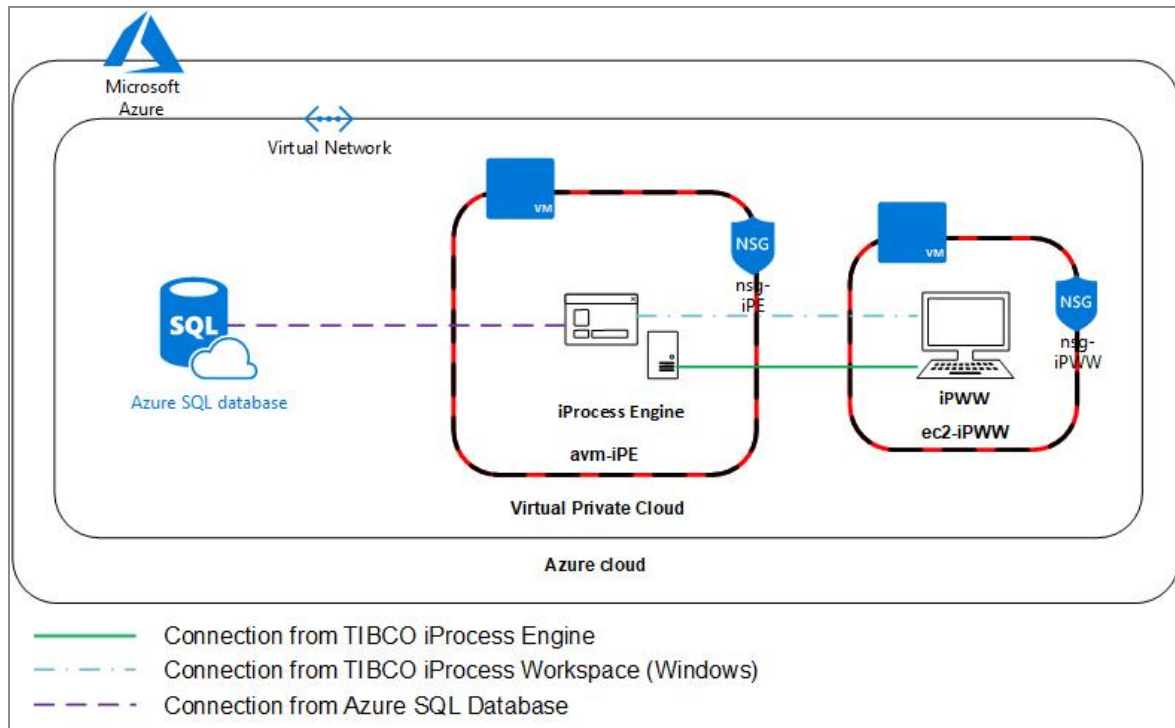 Microsoft
Azure
Virtual Network
VM
NSG
nsg-
iPE
VM
NSG
nsg-
iPWW
SQL
Azure SQL database
iProcess Engine
avm-iPE
iPWW
ec2-iPWW
Virtual Private Cloud
Azure cloud
Connection from TIBCO iProcess Engine
Connection from TIBCO iProcess Workspace (Windows)
Connection from Azure SQL Database